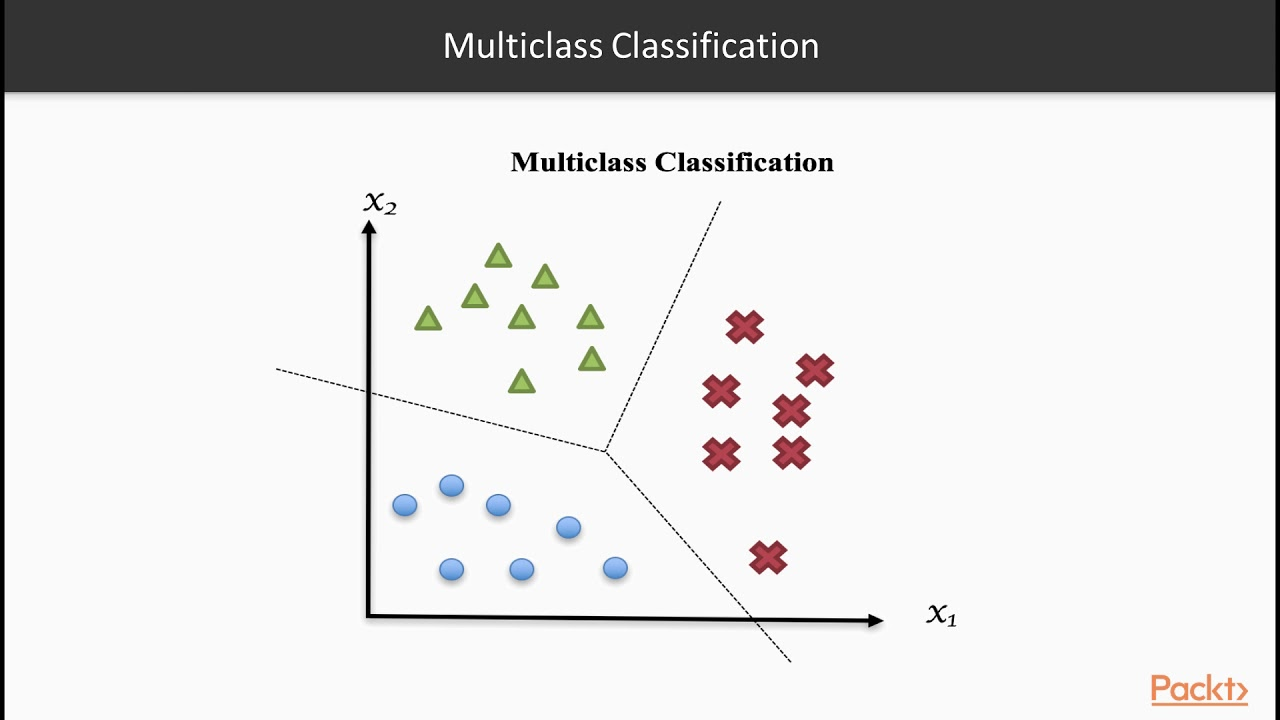 Multiclass Classification
Multiclass Classification
x₂
x₁
Packt>